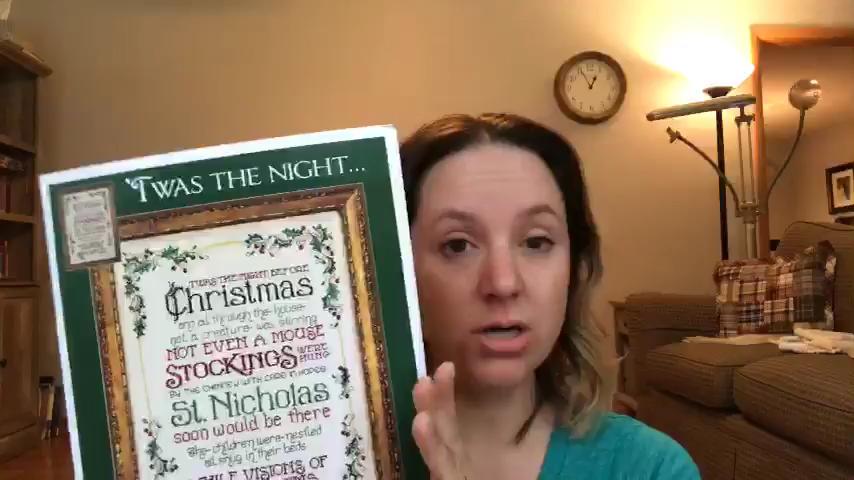 'TWAS THE NIGHT...
'TWAS THE NIGHT BEFORE
Christmas
and all through the house
not a creature was stirring
NOT EVEN A MOUSE
STOCKINGS WERE HUNG
BY THE CHIMNEY WITH CARE IN HOPES
ST. NICHOLAS
SOON WOULD BE THERE
the children were nestled
all snug in their beds
VISIONS OF